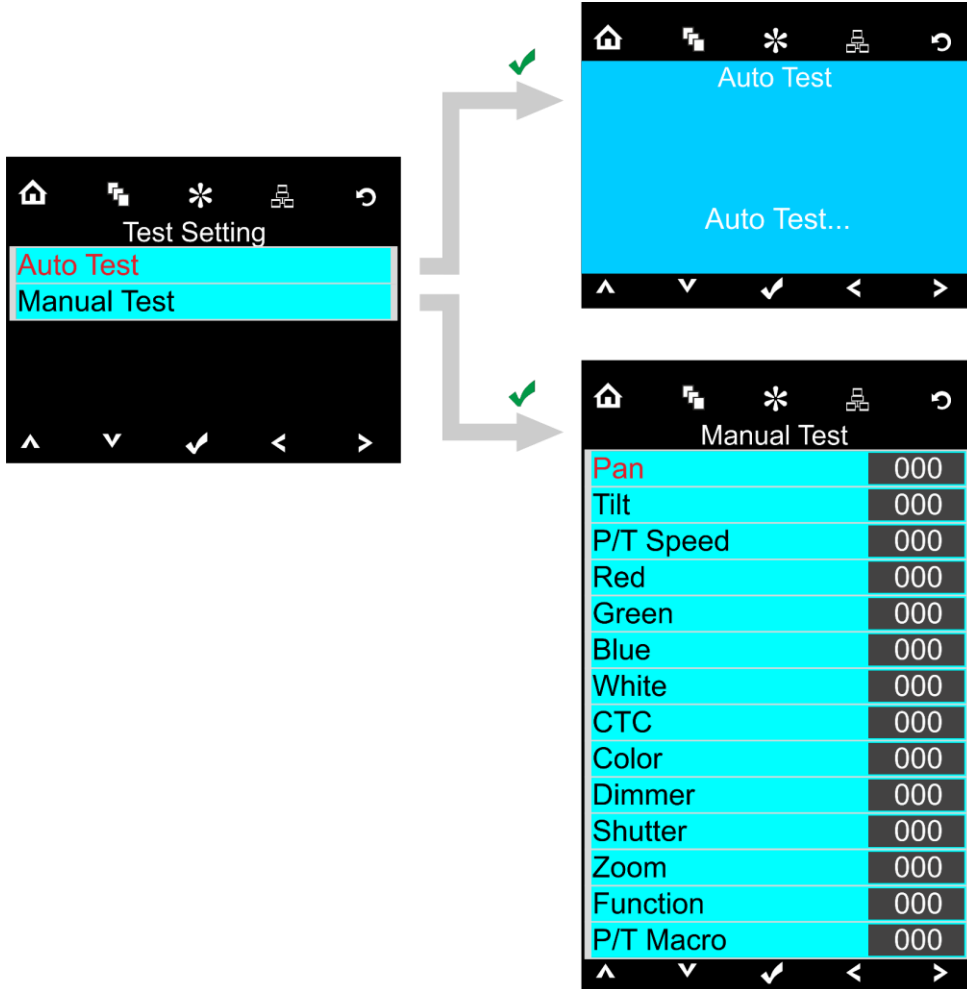 Test Setting
Auto Test
Manual Test
Auto Test
Auto Test...
Manual Test
Pan 000
Tilt 000
P/T Speed 000
Red 000
Green 000
Blue 000
White 000
CTC 000
Color 000
Dimmer 000
Shutter 000
Zoom 000
Function 000
P/T Macro 000